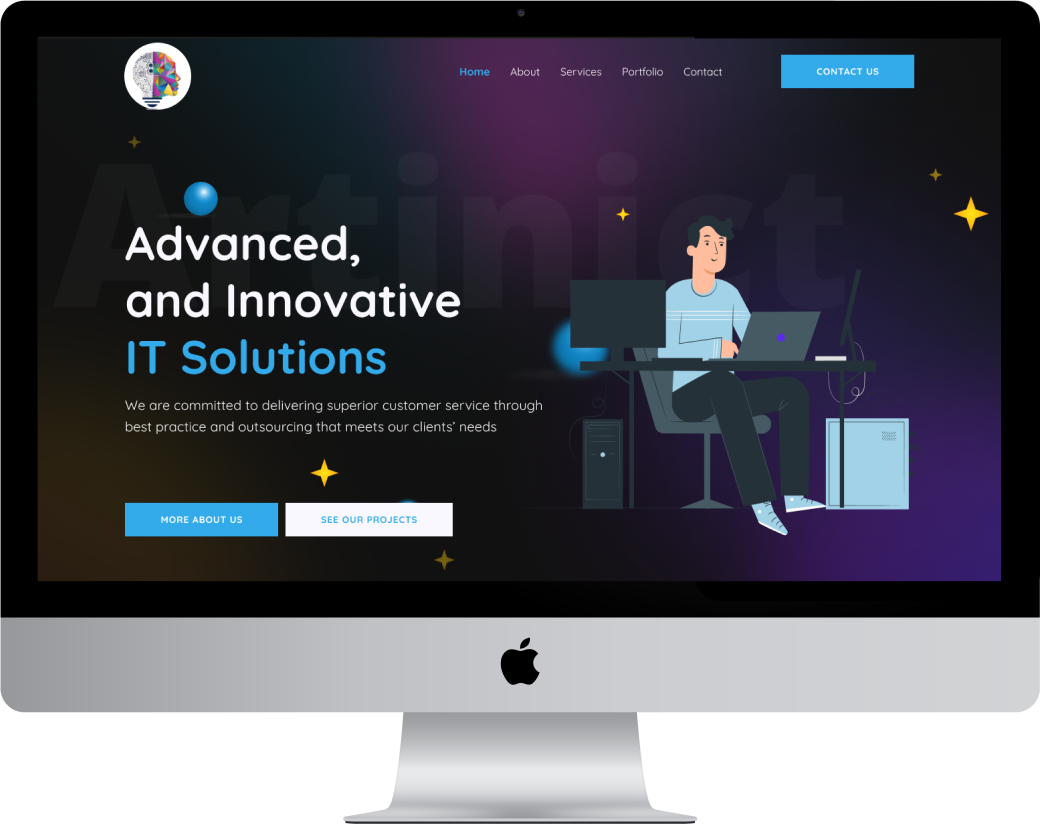 Home About Services Portfolio Contact CONTACT US
Artinict
Advanced,
and Innovative
IT Solutions
We are committed to delivering superior customer service through
best practice and outsourcing that meets our clients’ needs
MORE ABOUT US SEE OUR PROJECTS